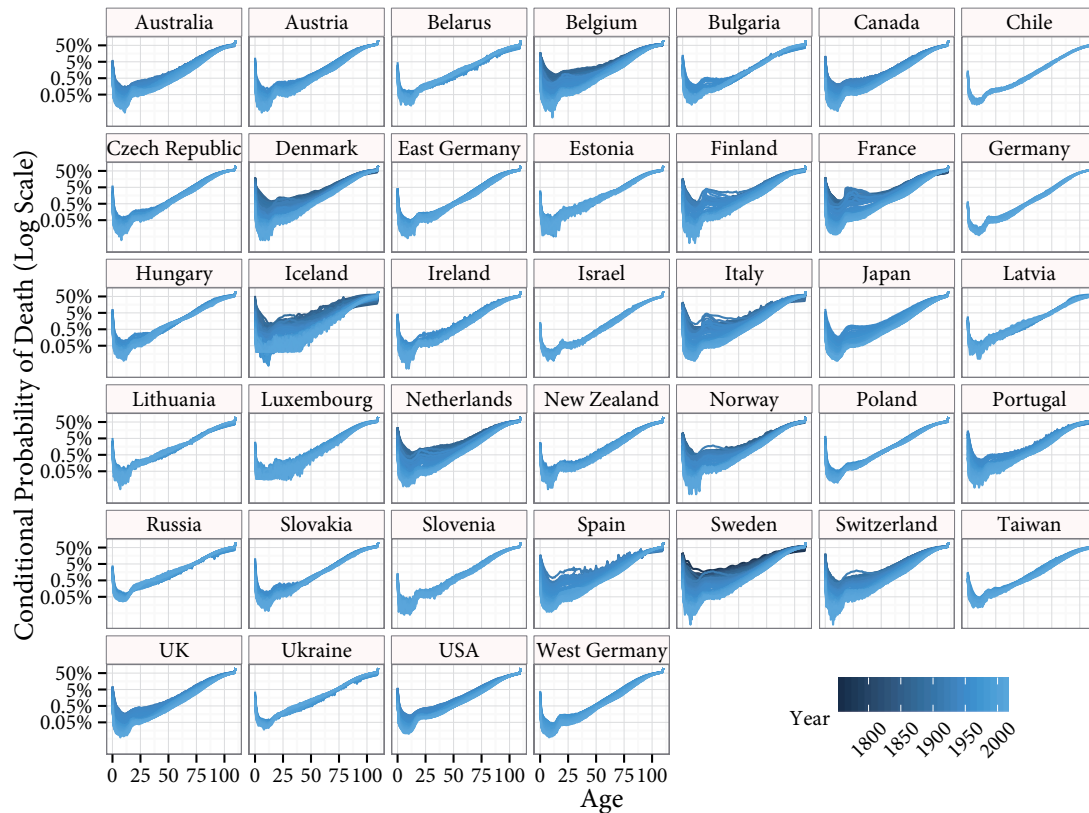 Conditional Probability of Death (Log Scale)
Australia Austria Belarus Belgium Bulgaria Canada Chile
50%
5%
0.5%
0.05%
Czech Republic Denmark East Germany Estonia Finland France Germany
50%
5%
0.5%
0.05%
Hungary Iceland Ireland Israel Italy Japan Latvia
50%
5%
0.5%
0.05%
Lithuania Luxembourg Netherlands New Zealand Norway Poland Portugal
50%
5%
0.5%
0.05%
Russia Slovakia Slovenia Spain Sweden Switzerland Taiwan
50%
5%
0.5%
0.05%
UK Ukraine USA West Germany
50%
5%
0.5%
0.05%
0 25 50 75 100 0 25 50 75 100 0 25 50 75 100 0 25 50 75 100
Age
Year
1800 1850 1900 1950 2000